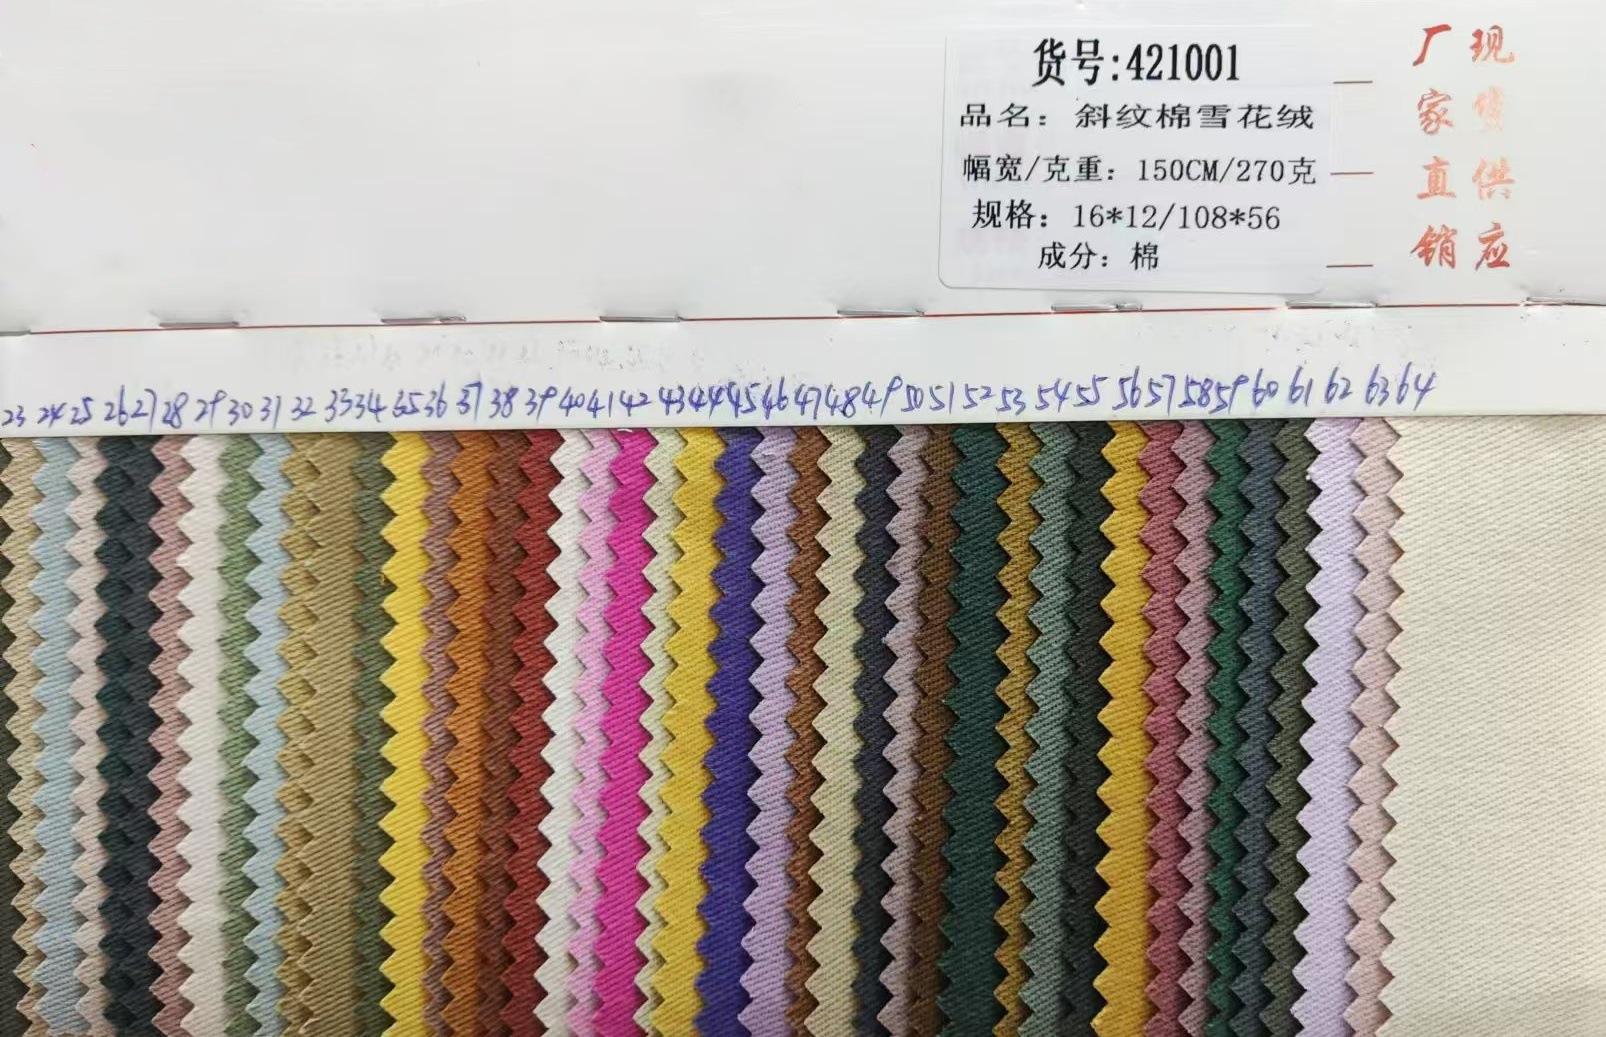 货号:421001
品名：斜纹棉雪花绒
幅宽/克重：150CM/270克
规格：16*12/108*56
成分：棉
厂家直销
现货供应
23 24 25 26 27 28 29 30 31 32 33 34 35 36 37 38 39 40 41 42 43 44 45 46 47 48 49 50 51 52 53 54 55 56 57 58 59 60 61 62 63 64